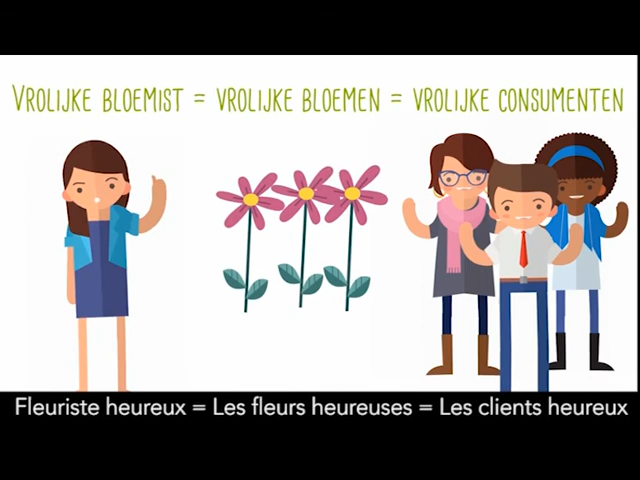 Vrolijke bloemist = vrolijke bloemen = vrolijke consumenten
Fleuriste heureux = Les fleurs heureuses = Les clients heureux